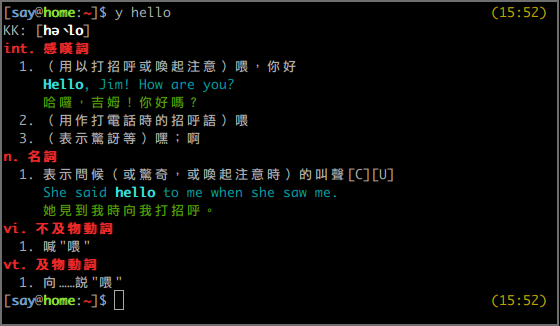 [say@home:~]$ y hello (15:52)
KK: [həˋlo]
int. 感嘆詞
1. （用以打招呼或喚起注意）喂，你好
Hello, Jim! How are you?
哈囉，吉姆！你好嗎？
2. （用作打電話時的招呼語）喂
3. （表示驚訝等）嘿；啊
n. 名詞
1. 表示問候（或驚奇，或喚起注意時）的叫聲[C][U]
She said hello to me when she saw me.
她見到我時向我打招呼。
vi. 不及物動詞
1. 喊"喂"
vt. 及物動詞
1. 向……説"喂"
[say@home:~]$ (15:52)